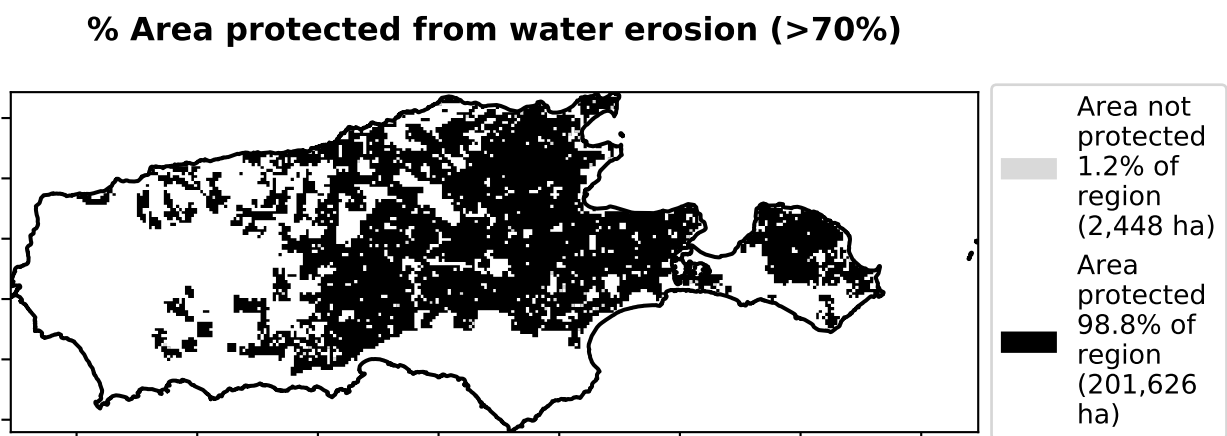 % Area protected from water erosion (>70%)
Area not
protected
1.2% of
region
(2,448 ha)
Area
protected
98.8% of
region
(201,626
ha)